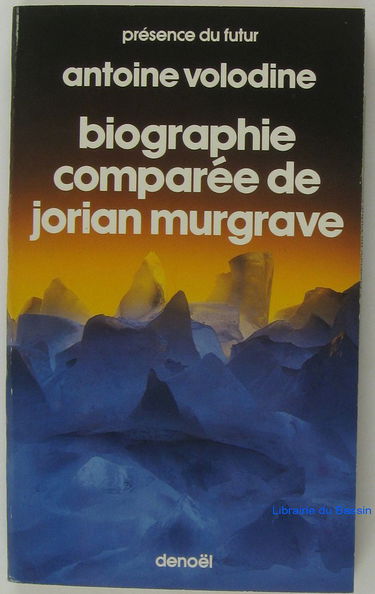 présence du futur
antoine volodine
biographie
comparée de
jorian murgrave
Librairie du Bassin
denoël